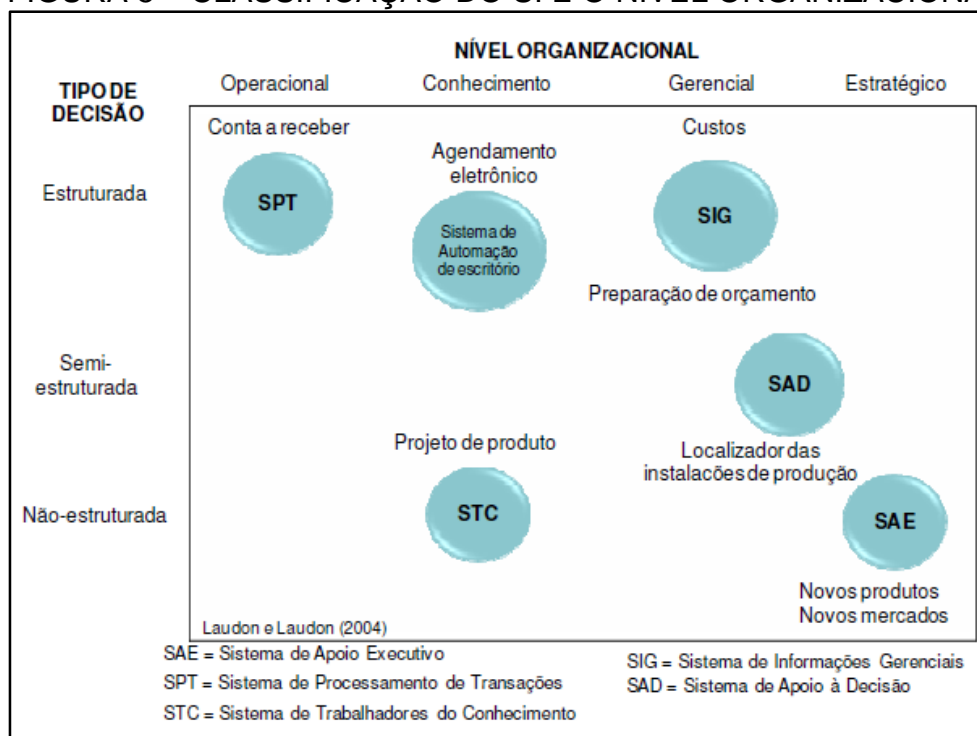 NÍVEL ORGANIZACIONAL
TIPO DE
DECISÃO
Operacional
Conhecimento
Gerencial
Estratégico
Conta a receber
Custos
Agendamento
eletrônico
Estruturada
SPT
Sistema de
Automação
de escritório
SIG
Preparação de orçamento
Semi-
estruturada
SAD
Projeto de produto
Localizador das
instalacões de produção
Não-estruturada
STC
SAE
Novos produtos
Novos mercados
Laudon e Laudon (2004)
SAE = Sistema de Apoio Executivo
SPT = Sistema de Processamento de Transações
STC = Sistema de Trabalhadores do Conhecimento
SIG = Sistema de Informações Gerenciais
SAD = Sistema de Apoio à Decisão